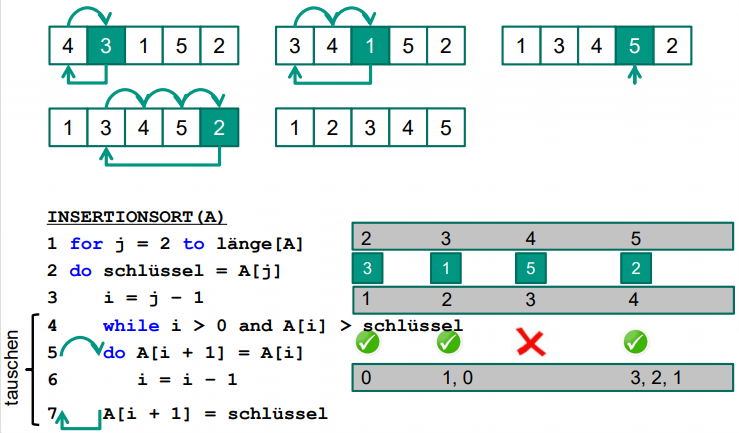 4 3 1 5 2
3 4 1 5 2
1 3 4 5 2
1 3 4 5 2
1 2 3 4 5
INSERTIONSORT(A)
1 for j = 2 to länge[A]
2 do schlüssel = A[j]
3 i = j - 1
4 while i > 0 and A[i] > schlüssel
5 do A[i + 1] = A[i]
6 i = i - 1
7 A[i + 1] = schlüssel
tauschen
2 3 4 5
3 1 5 2
1 2 3 4
0 1, 0 3, 2, 1